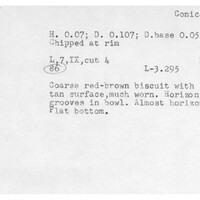 Conic
H. 0.07; D. 0.107; D.base 0.05
Chipped at rim
L,7,IX,cut 4
86 L-3.295
Coarse red-brown biscuit with
tan surface,much worn. Horizon
grooves in bowl. Almost horizo
Flat bottom.